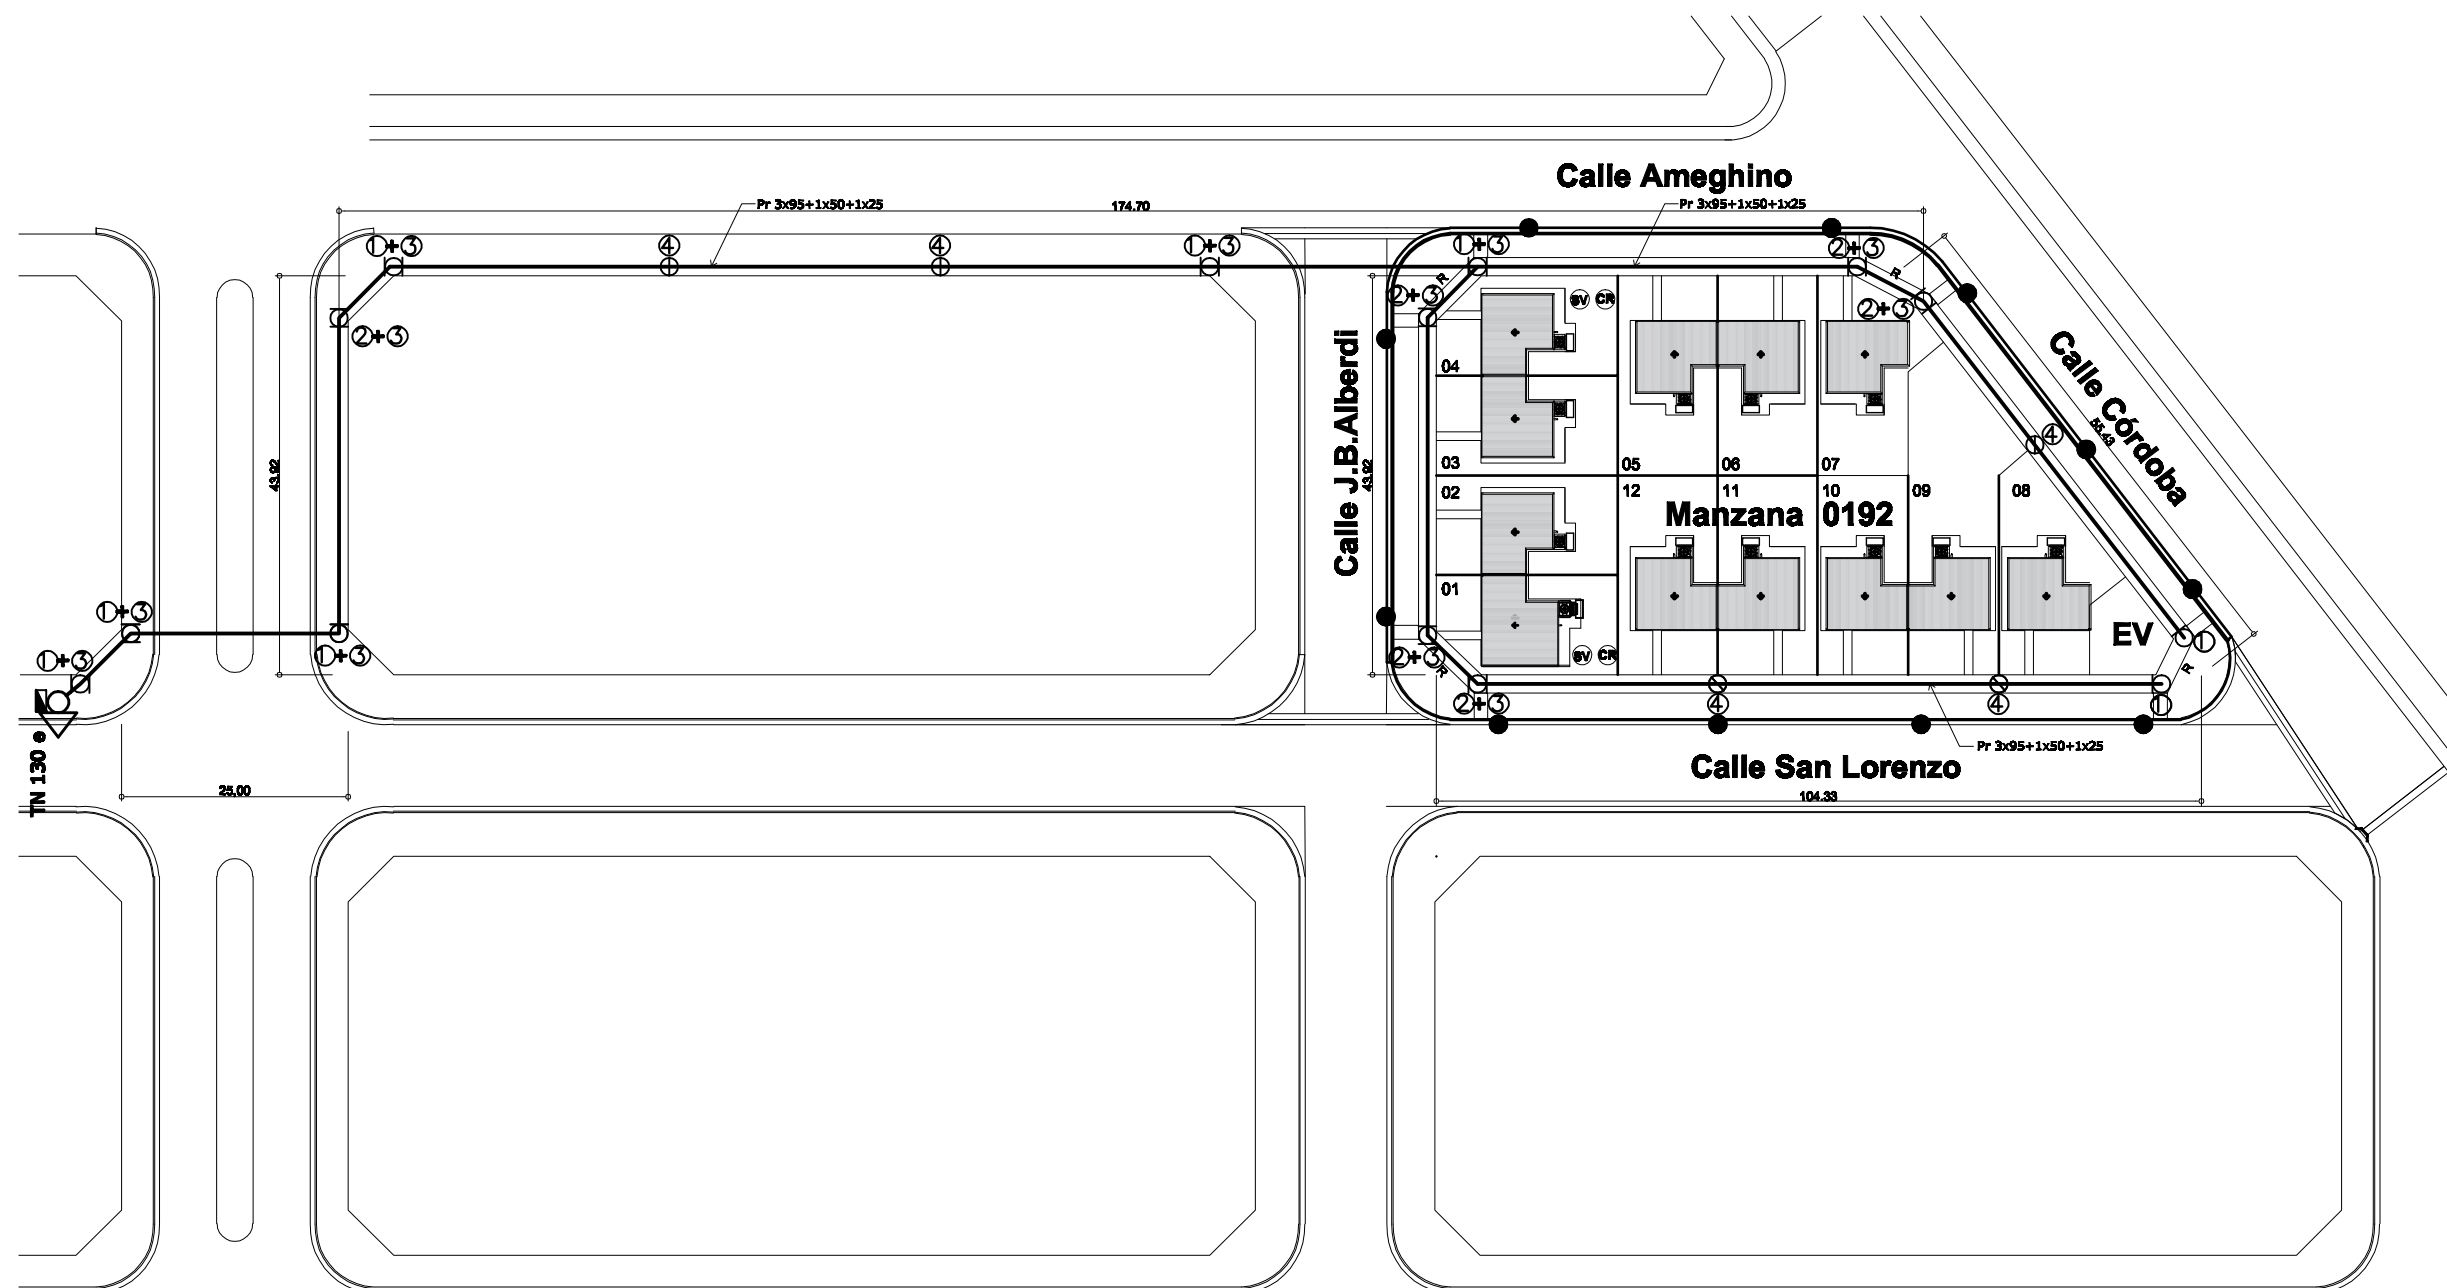 Calle Ameghino
Pr 3x95+1x50+1x25
174.70
Pr 3x95+1x50+1x25
1+3
4
4
1+3
1+3
2+3
R
R
2+3
2+3
2+3
SV CR
Calle J.B.Alberdi
43.92
43.92
Calle Córdoba
55.43
4
04
03
05
06
07
02
12
11
10
09
08
Manzana 0192
01
EV
1
1+3
1+3
1+3
SV CR
2+3
R
R
2+3
4
4
1
TN 130 e
Pr 3x95+1x50+1x25
Calle San Lorenzo
25.00
104.33